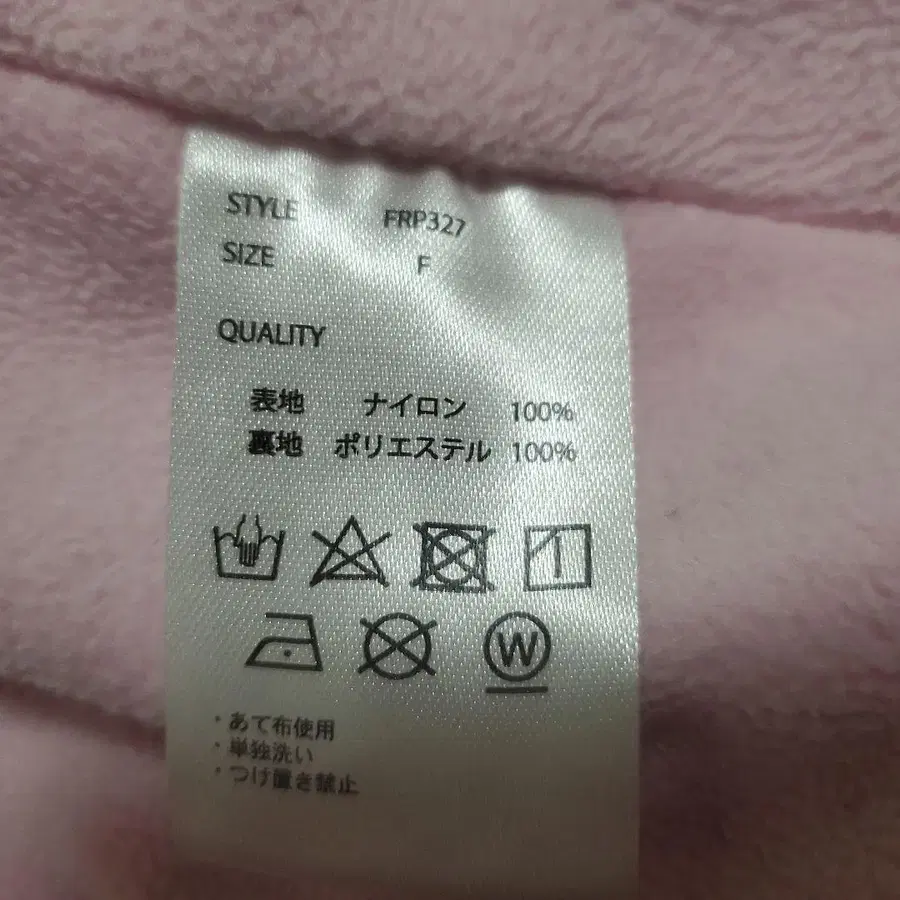 STYLE FRP327
SIZE F
QUALITY
表地 ナイロン 100%
裏地 ポリエステル 100%
W
・あて布使用
・単独洗い
・つけ置き禁止